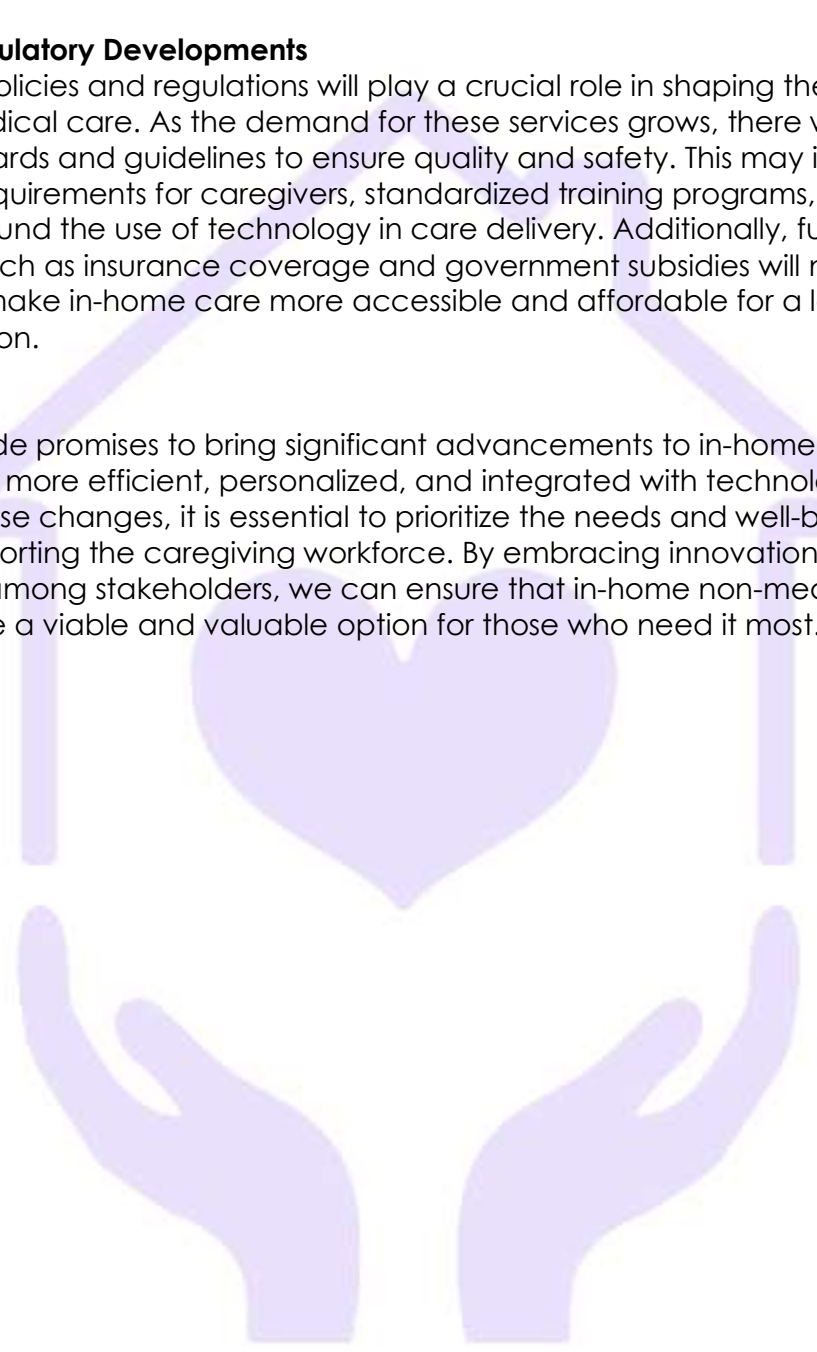 ulatory Developments
olicies and regulations will play a crucial role in shaping the
dical care. As the demand for these services grows, there v
ards and guidelines to ensure quality and safety. This may i
quirements for caregivers, standardized training programs,
und the use of technology in care delivery. Additionally, fu
ch as insurance coverage and government subsidies will n
make in-home care more accessible and affordable for a l
on.
de promises to bring significant advancements to in-home
more efficient, personalized, and integrated with technol
se changes, it is essential to prioritize the needs and well-b
orting the caregiving workforce. By embracing innovation
among stakeholders, we can ensure that in-home non-med
e a viable and valuable option for those who need it most.